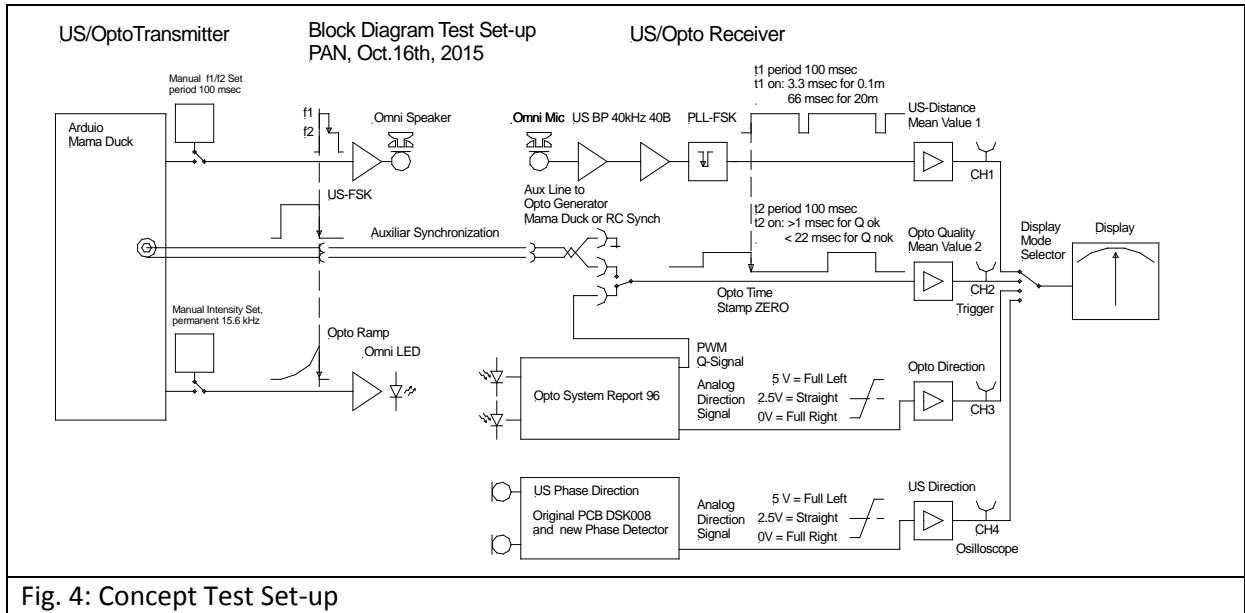 US/OptoTransmitter
Block Diagram Test Set-up
PAN, Oct.16th, 2015
US/Opto Receiver
Manual f1/f2 Set
period 100 msec
Arduio
Mama Duck
f1
f2
Omni Speaker
US-FSK
Omni Mic
US BP 40kHz 40B
PLL-FSK
t1 period 100 msec
t1 on: 3.3 msec for 0.1m
66 msec for 20m
US-Distance
Mean Value 1
CH1
Aux Line to
Opto Generator
Mama Duck or RC Synch
Auxiliar Synchronization
t2 period 100 msec
t2 on: >1 msec for Q ok
< 22 msec for Q nok
Opto Quality
Mean Value 2
CH2
Trigger
Display
Mode
Selector
Display
Opto Time
Stamp ZERO
Manual Intensity Set,
permanent 15.6 kHz
Opto Ramp
Omni LED
PWM
Q-Signal
Opto System Report 96
Analog
Direction
Signal
5 V = Full Left
2.5V = Straight
0V = Full Right
Opto Direction
CH3
US Phase Direction
Original PCB DSK008
and new Phase Detector
Analog
Direction
Signal
5 V = Full Left
2.5V = Straight
0V = Full Right
US Direction
CH4
Osilloscope
Fig. 4: Concept Test Set-up